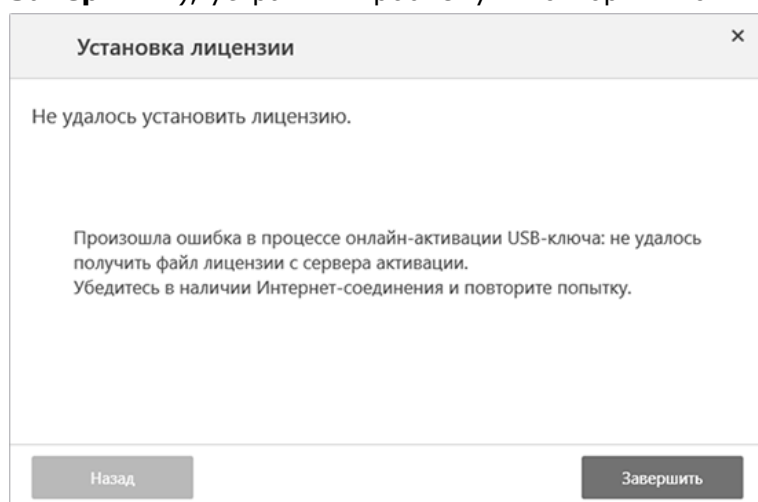 Установка лицензии
×
Не удалось установить лицензию.
Произошла ошибка в процессе онлайн-активации USB-ключа: не удалось
получить файл лицензии с сервера активации.
Убедитесь в наличии Интернет-соединения и повторите попытку.
Назад
Завершить